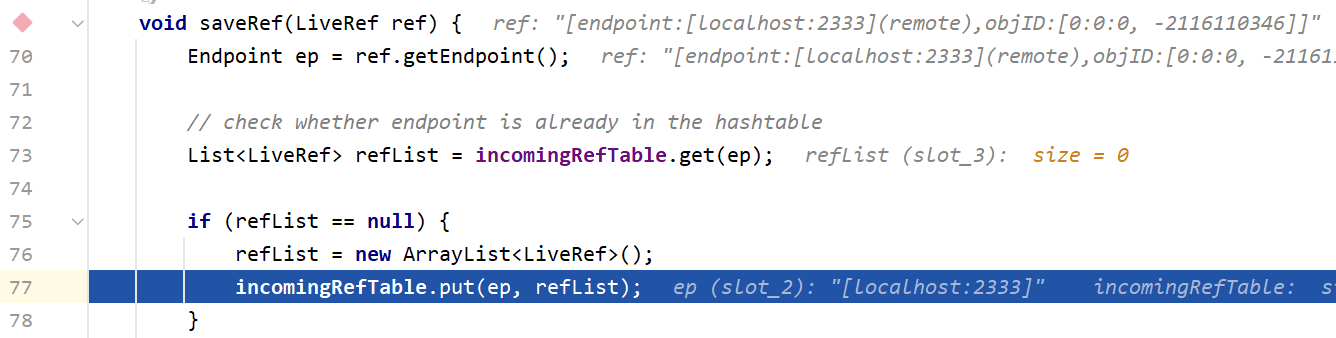 void saveRef(LiveRef ref) { ref: "[endpoint:[localhost:2333](remote),objID:[0:0:0, -2116110346]]"
70 Endpoint ep = ref.getEndpoint(); ref: "[endpoint:[localhost:2333](remote),objID:[0:0:0, -21161
71
72 // check whether endpoint is already in the hashtable
73 List<LiveRef> refList = incomingRefTable.get(ep); refList (slot_3): size = 0
74
75 if (refList == null) {
76 refList = new ArrayList<LiveRef>();
77 incomingRefTable.put(ep, refList); ep (slot_2): "[localhost:2333]" incomingRefTable: s
78 }